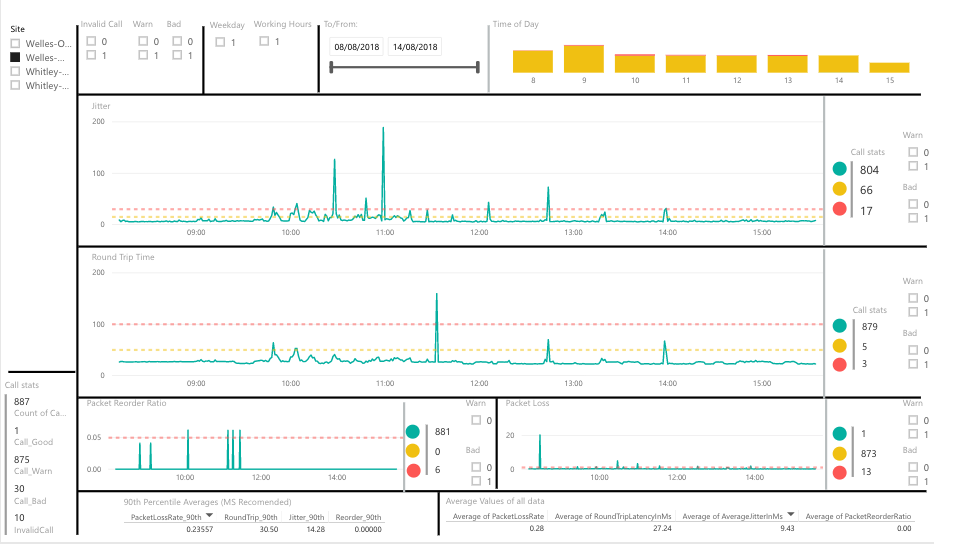 Site
Welles-O...
Welles-...
Whitley-...
Whitley-...
Invalid Call Warn Bad
0 0 0
1 1 1
Weekday Working Hours
1 1
To/From:
08/08/2018 14/08/2018
Time of Day
8 9 10 11 12 13 14 15
Jitter
200
100
0
09:00 10:00 11:00 12:00 13:00 14:00 15:00
Call stats
804
66
17
Warn
0
1
Bad
0
1
Round Trip Time
200
100
0
09:00 10:00 11:00 12:00 13:00 14:00 15:00
Call stats
879
5
3
Warn
0
1
Bad
0
1
Call stats
887
Count of Ca...
1
Call_Good
875
Call_Warn
30
Call_Bad
10
InvalidCall
Packet Reorder Ratio
0.05
0.00
10:00 12:00 14:00
881
0
6
Warn
0
Bad
0
1
Packet Loss
20
0
10:00 12:00 14:00
1
873
13
Warn
0
1
Bad
0
1
90th Percentile Averages (MS Recomended)
PacketLossRate_90th RoundTrip_90th Jitter_90th Reorder_90th
0.23557 30.50 14.28 0.00000
Average Values of all data
Average of PacketLossRate Average of RoundTripLatencyInMs Average of AverageJitterInMs Average of PacketReorderRatio
0.28 27.24 9.43 0.00